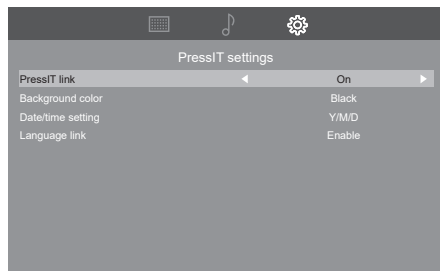 PressIT settings
PressIT link On
Background color Black
Date/time setting Y/M/D
Language link Enable